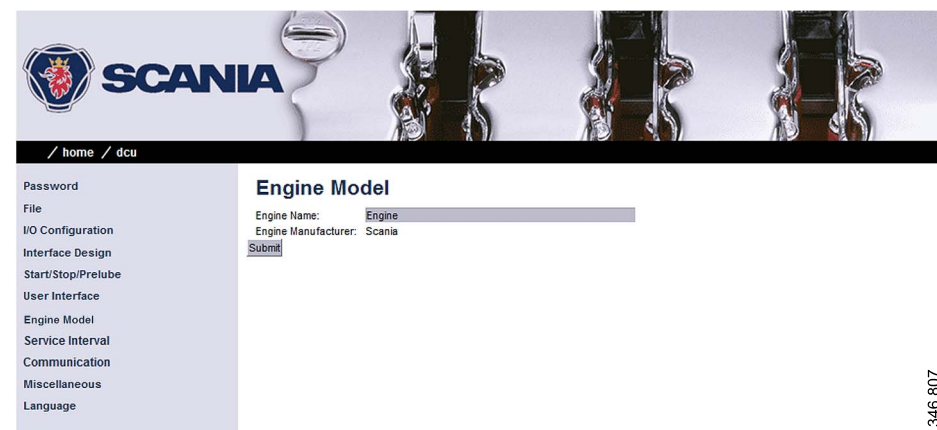 SCANIA
/ home / dcu
Password
File
I/O Configuration
Interface Design
Start/Stop/Prelube
User Interface
Engine Model
Service Interval
Communication
Miscellaneous
Language
Engine Model
Engine Name: Engine
Engine Manufacturer: Scania
Submit
346 807